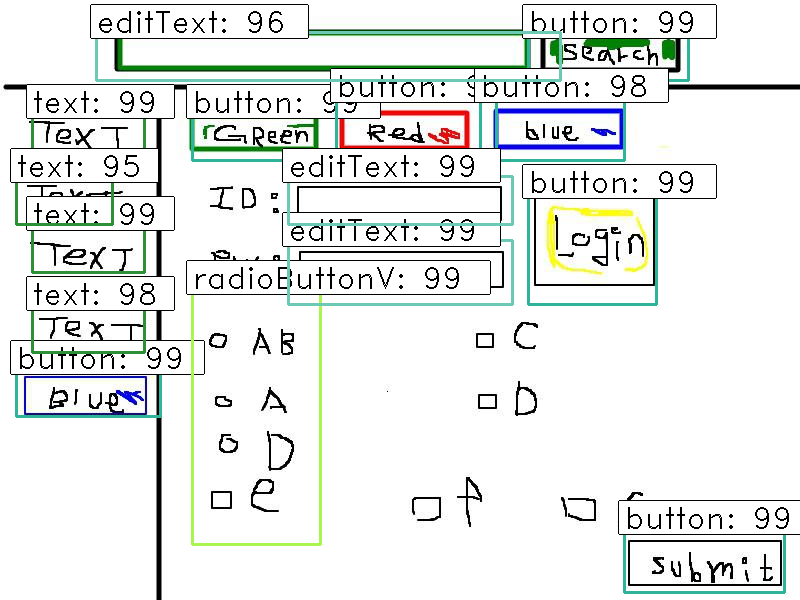 editText: 96 button: 99
search
text: 99 button: 99 button: button: 98
Text GReen Red blue
text: 95 editText: 99 button: 99
ID:
text: 99 editText: 99
Text Login
text: 98 radioButtonV: 99
Text AB C
button: 99
blue A D
D
e f
button: 99
submit